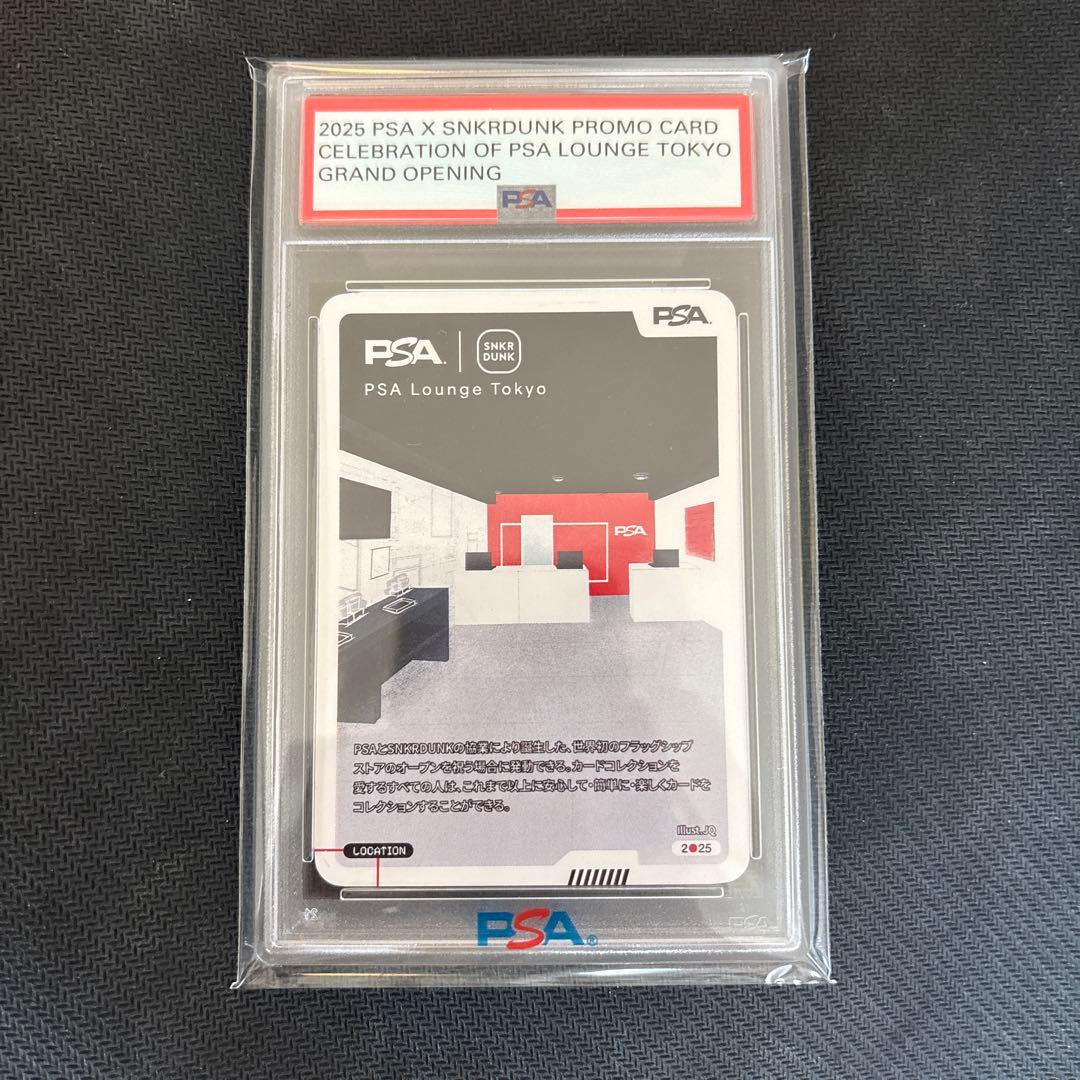 2025 PSA X SNKRDUNK PROMO CARD
CELEBRATION OF PSA LOUNGE TOKYO
GRAND OPENING
PSA
PSA.
PSA. SNKR
DUNK
PSA Lounge Tokyo
PSA
PSAとSNKRDUNKの協業により誕生した、世界初のフラッグシップ
ストアのオープンを祝う場合に発動できる。カードコレクションを
愛するすべての人は、これまで以上に安心して・簡単に・楽しくカードを
コレクションすることができる。
Illust.JQ
LOCATION
2●25
PSA®
PSA